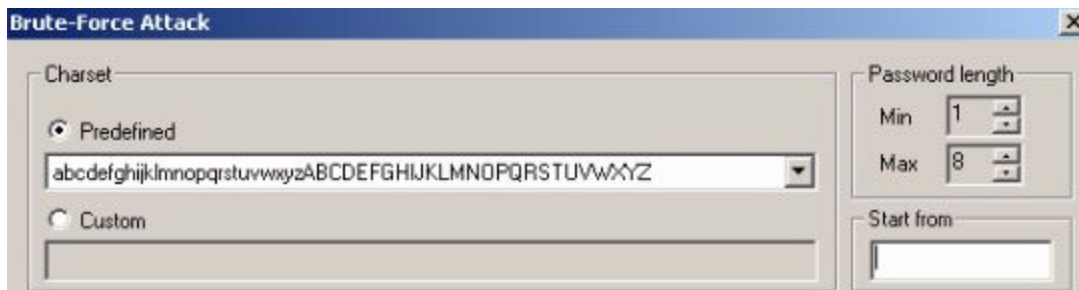 Brute-Force Attack
Charset
Predefined
abcdefghijklmnopqrstuvwxyzABCDEFGHIJKLMNOPQRSTUVWXYZ
Custom
Password length
Min 1
Max 8
Start from